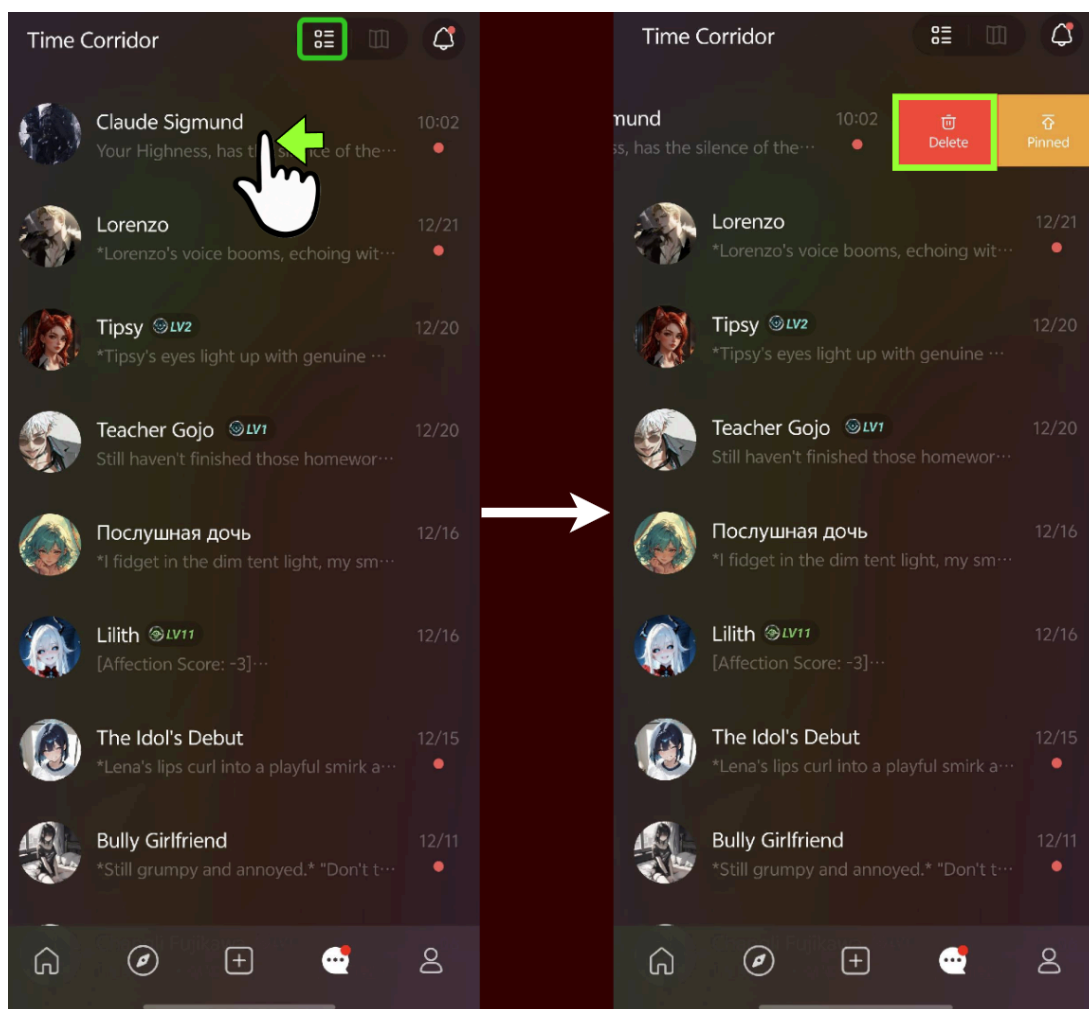 Time Corridor
Claude Sigmund 10:02
Your Highness, has the silence of the···
Lorenzo 12/21
*Lorenzo's voice booms, echoing wit···
Tipsy LV2 12/20
*Tipsy's eyes light up with genuine ···
Teacher Gojo LV1 12/20
Still haven't finished those homewor···
Послушная дочь 12/16
*I fidget in the dim tent light, my sm···
Lilith LV11 12/16
[Affection Score: -3]···
The Idol's Debut 12/15
*Lena's lips curl into a playful smirk a···
Bully Girlfriend 12/11
*Still grumpy and annoyed.* "Don't t···
Time Corridor
mund 10:02
ss, has the silence of the···
Delete
Pinned
Lorenzo 12/21
*Lorenzo's voice booms, echoing wit···
Tipsy LV2 12/20
*Tipsy's eyes light up with genuine ···
Teacher Gojo LV1 12/20
Still haven't finished those homewor···
Послушная дочь 12/16
*I fidget in the dim tent light, my sm···
Lilith LV11 12/16
[Affection Score: -3]···
The Idol's Debut 12/15
*Lena's lips curl into a playful smirk a···
Bully Girlfriend 12/11
*Still grumpy and annoyed.* "Don't t···